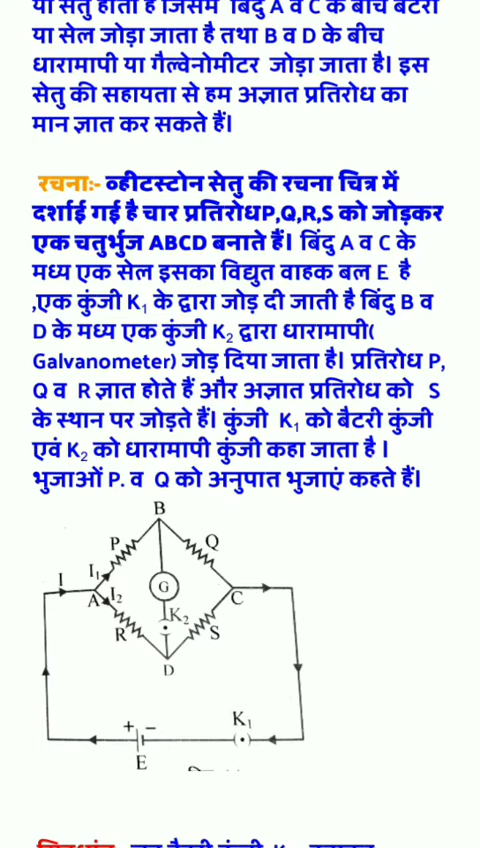 या सेतु होता है जिसमें बिंदु A व C के बीच बैटरी
या सेल जोड़ा जाता है तथा B व D के बीच
धारामापी या गैल्वेनोमीटर जोड़ा जाता है। इस
सेतु की सहायता से हम अज्ञात प्रतिरोध का
मान ज्ञात कर सकते हैं।
रचना:- व्हीटस्टोन सेतु की रचना चित्र में
दर्शाई गई है चार प्रतिरोधP,Q,R,S को जोड़कर
एक चतुर्भुज ABCD बनाते हैं। बिंदु A व C के
मध्य एक सेल इसका विद्युत वाहक बल E है
,एक कुंजी K₁ के द्वारा जोड़ दी जाती है बिंदु B व
D के मध्य एक कुंजी K₂ द्वारा धारामापी(
Galvanometer) जोड़ दिया जाता है। प्रतिरोध P,
Q व R ज्ञात होते हैं और अज्ञात प्रतिरोध को S
के स्थान पर जोड़ते हैं। कुंजी K₁ को बैटरी कुंजी
एवं K₂ को धारामापी कुंजी कहा जाता है ।
भुजाओं P. व Q को अनुपात भुजाएं कहते हैं।
B
P Q
I I₁
G
A I₂ C
K₂
R S
D
K₁
+ −
E